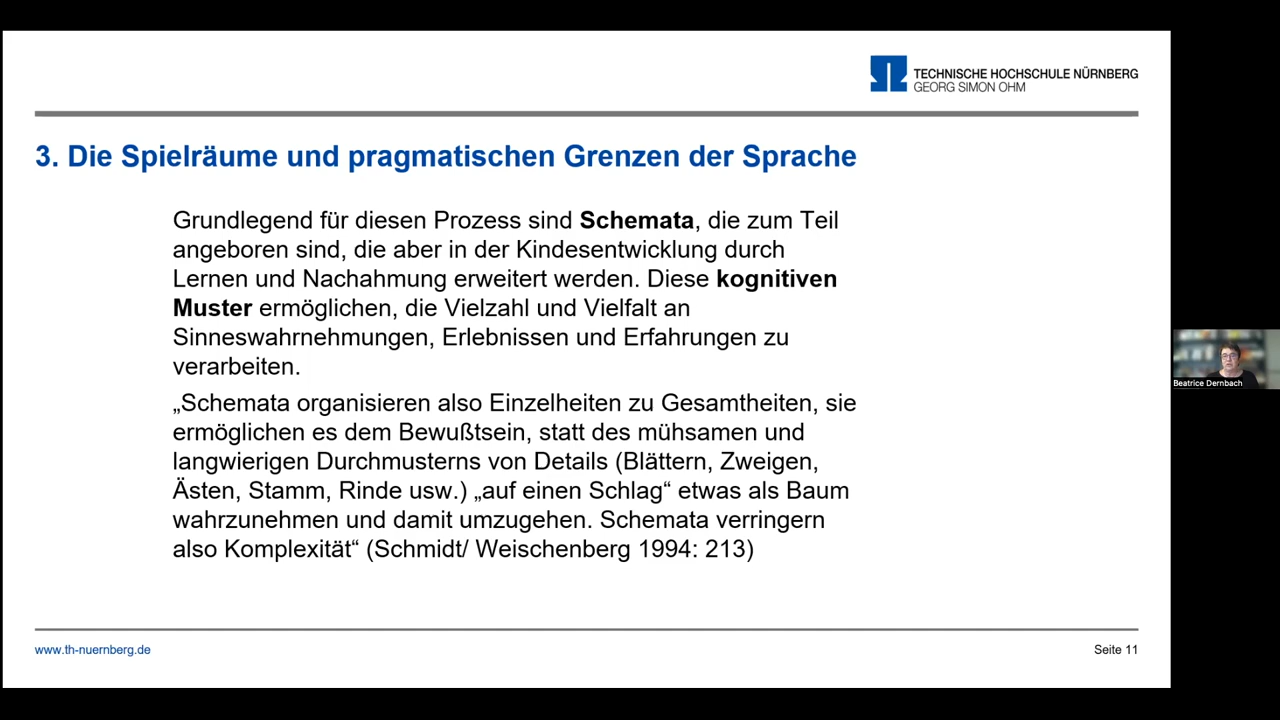 TECHNISCHE HOCHSCHULE NÜRNBERG
GEORG SIMON OHM
3. Die Spielräume und pragmatischen Grenzen der Sprache
Grundlegend für diesen Prozess sind Schemata, die zum Teil
angeboren sind, die aber in der Kindesentwicklung durch
Lernen und Nachahmung erweitert werden. Diese kognitiven
Muster ermöglichen, die Vielzahl und Vielfalt an
Sinneswahrnehmungen, Erlebnissen und Erfahrungen zu
verarbeiten.
„Schemata organisieren also Einzelheiten zu Gesamtheiten, sie
ermöglichen es dem Bewußtsein, statt des mühsamen und
langwierigen Durchmusterns von Details (Blättern, Zweigen,
Ästen, Stamm, Rinde usw.) „auf einen Schlag“ etwas als Baum
wahrzunehmen und damit umzugehen. Schemata verringern
also Komplexität“ (Schmidt/ Weischenberg 1994: 213)
Beatrice Dernbach
www.th-nuernberg.de
Seite 11